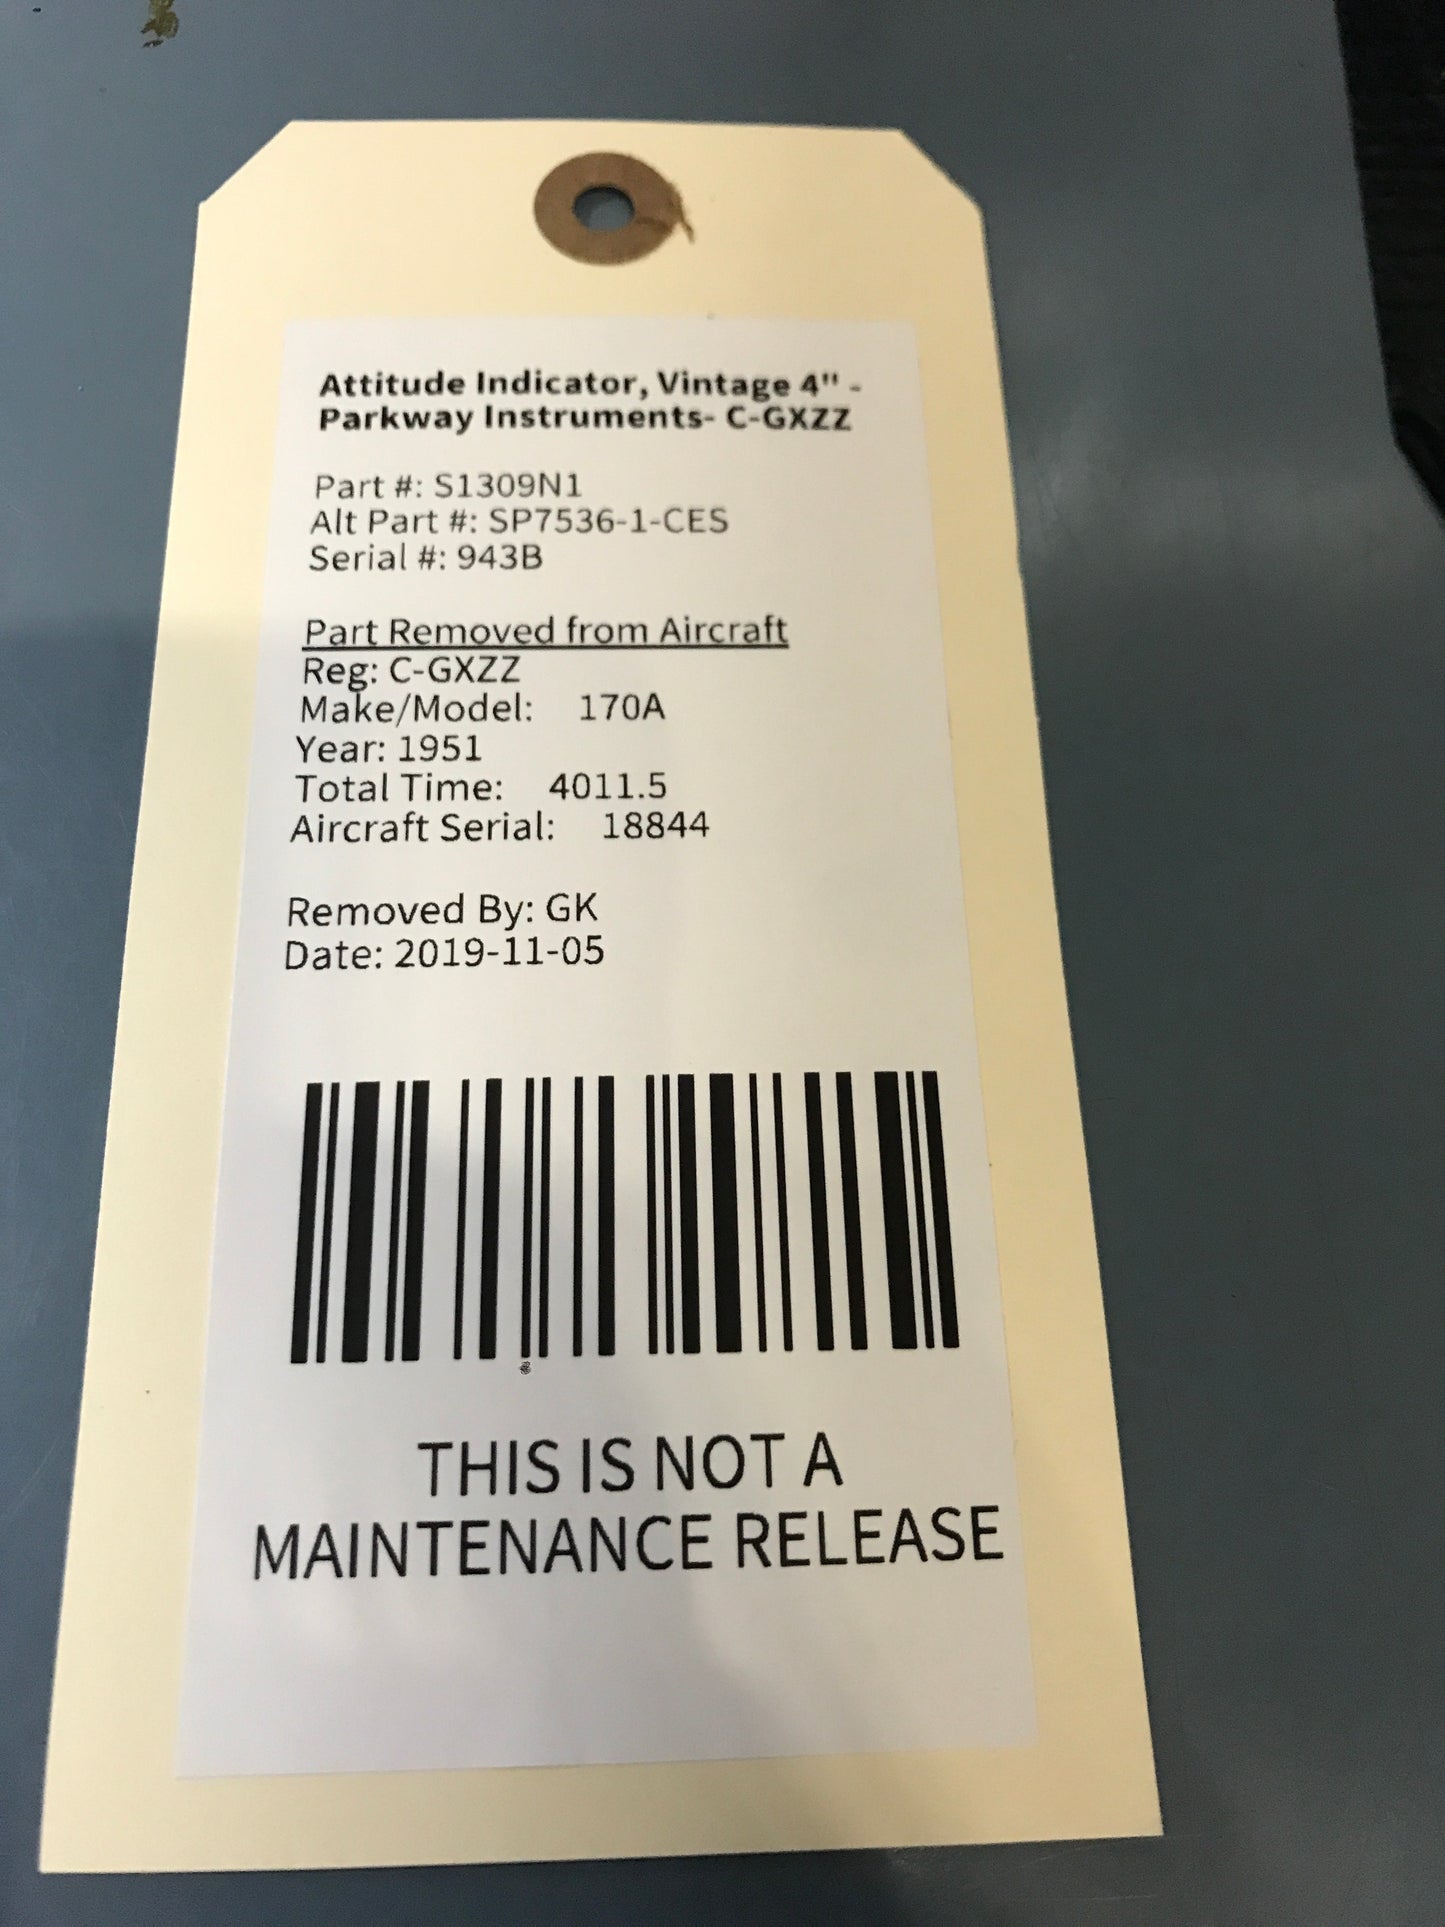 Attitude Indicator, Vintage 4" -
Parkway Instruments- C-GXZZ
Part #: S1309N1
Alt Part #: SP7536-1-CES
Serial #: 943B
Part Removed from Aircraft
Reg: C-GXZZ
Make/Model: 170A
Year: 1951
Total Time: 4011.5
Aircraft Serial: 18844
Removed By: GK
Date: 2019-11-05
THIS IS NOT A
MAINTENANCE RELEASE